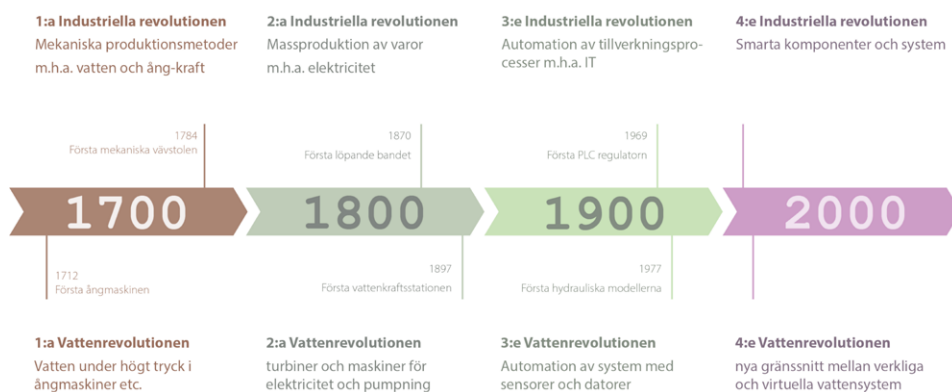 1:a Industriella revolutionen
Mekaniska produktionsmetoder
m.h.a. vatten och ång-kraft
2:a Industriella revolutionen
Massproduktion av varor
m.h.a. elektricitet
3:e Industriella revolutionen
Automation av tillverkningspro-
cesser m.h.a. IT
4:e Industriella revolutionen
Smarta komponenter och system
1784
Första mekaniska vävstolen
1870
Första löpande bandet
1969
Första PLC regulatorn
1700
1800
1900
2000
1712
Första ångmaskinen
1897
Första vattenkraftsstationen
1977
Första hydrauliska modellerna
1:a Vattenrevolutionen
Vatten under högt tryck i
ångmaskiner etc.
2:a Vattenrevolutionen
turbiner och maskiner för
elektricitet och pumpning
3:e Vattenrevolutionen
Automation av system med
sensorer och datorer
4:e Vattenrevolutionen
nya gränssnitt mellan verkliga
och virtuella vattensystem